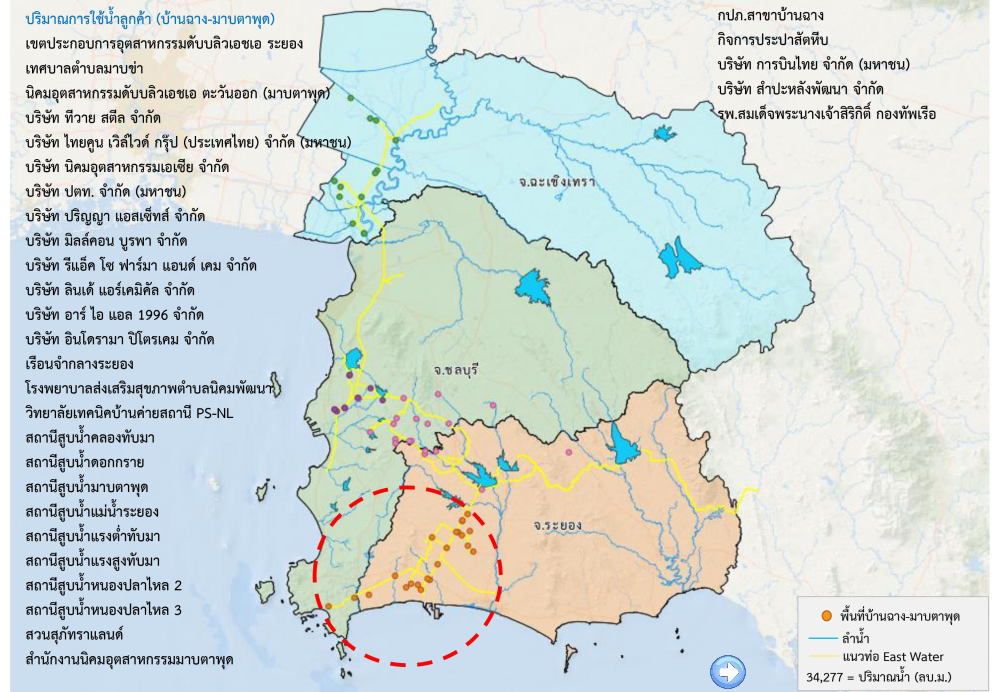 ปริมาณการใช้น้ำลูกค้า (บ้านฉาง-มาบตาพุด)
เขตประกอบการอุตสาหกรรมดับบลิวเอชเอ ระยอง
เทศบาลตำบลมาบข่า
นิคมอุตสาหกรรมดับบลิวเอชเอ ตะวันออก (มาบตาพุด)
บริษัท ทีวาย สตีล จำกัด
บริษัท ไทยคูน เวิล์ไวด์ กรุ๊ป (ประเทศไทย) จำกัด (มหาชน)
บริษัท นิคมอุตสาหกรรมเอเซีย จำกัด
บริษัท ปตท. จำกัด (มหาชน)
บริษัท ปริญญา แอสเซ็ทส์ จำกัด
บริษัท มิลล์คอน บูรพา จำกัด
บริษัท รีแอ็ค โซ ฟาร์มา แอนด์ เคม จำกัด
บริษัท ลินเด้ แอร์เคมิคัล จำกัด
บริษัท อาร์ ไอ แอล 1996 จำกัด
บริษัท อินโดรามา ปิโตรเคม จำกัด
เรือนจำกลางระยอง
โรงพยาบาลส่งเสริมสุขภาพตำบลนิคมพัฒนา
วิทยาลัยเทคนิคบ้านค่ายสถานี PS-NL
สถานีสูบน้ำคลองทับมา
สถานีสูบน้ำดอกกราย
สถานีสูบน้ำมาบตาพุด
สถานีสูบน้ำแม่น้ำระยอง
สถานีสูบน้ำแรงต่ำทับมา
สถานีสูบน้ำแรงสูงทับมา
สถานีสูบน้ำหนองปลาไหล 2
สถานีสูบน้ำหนองปลาไหล 3
สวนสุภัทราแลนด์
สำนักงานนิคมอุตสาหกรรมมาบตาพุด
กปภ.สาขาบ้านฉาง
กิจการประปาสัตหีบ
บริษัท การบินไทย จำกัด (มหาชน)
บริษัท สำปะหลังพัฒนา จำกัด
รพ.สมเด็จพระนางเจ้าสิริกิติ์ กองทัพเรือ
จ.ฉะเชิงเทรา
จ.ชลบุรี
จ.ระยอง
พื้นที่บ้านฉาง-มาบตาพุด
ลำน้ำ
แนวท่อ East Water
34,277 = ปริมาณน้ำ (ลบ.ม.)